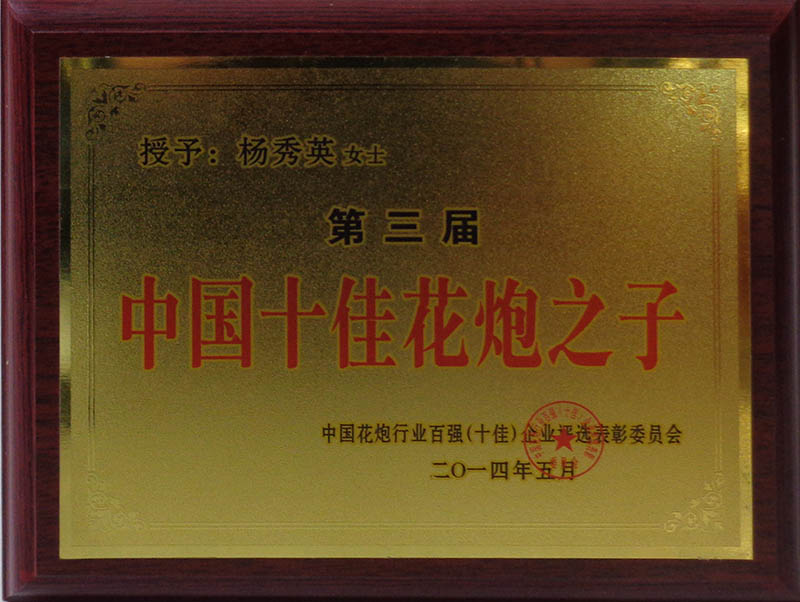 授予：杨秀英 女士
第三届
中国十佳花炮之子
中国花炮行业百强(十佳)企业评选表彰委员会
二〇一四年五月